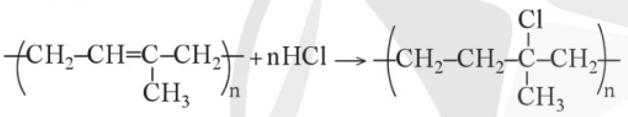 Cl
(CH₂–CH=C–CH₂)n + nHCl → (CH₂–CH₂–C–CH₂)n
CH₃ CH₃